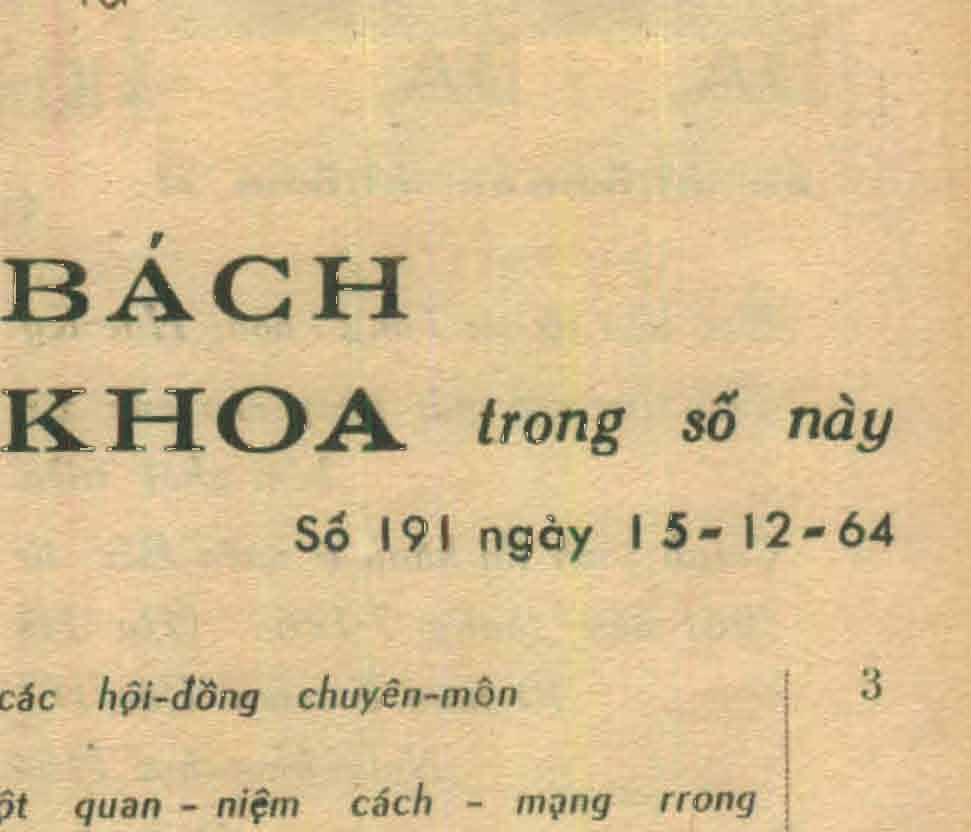 BÁCH
KHOA trong số này
Số 191 ngày 15-12-64
các hội-đồng chuyên-môn 3
quan - niệm cách - mạng rrong